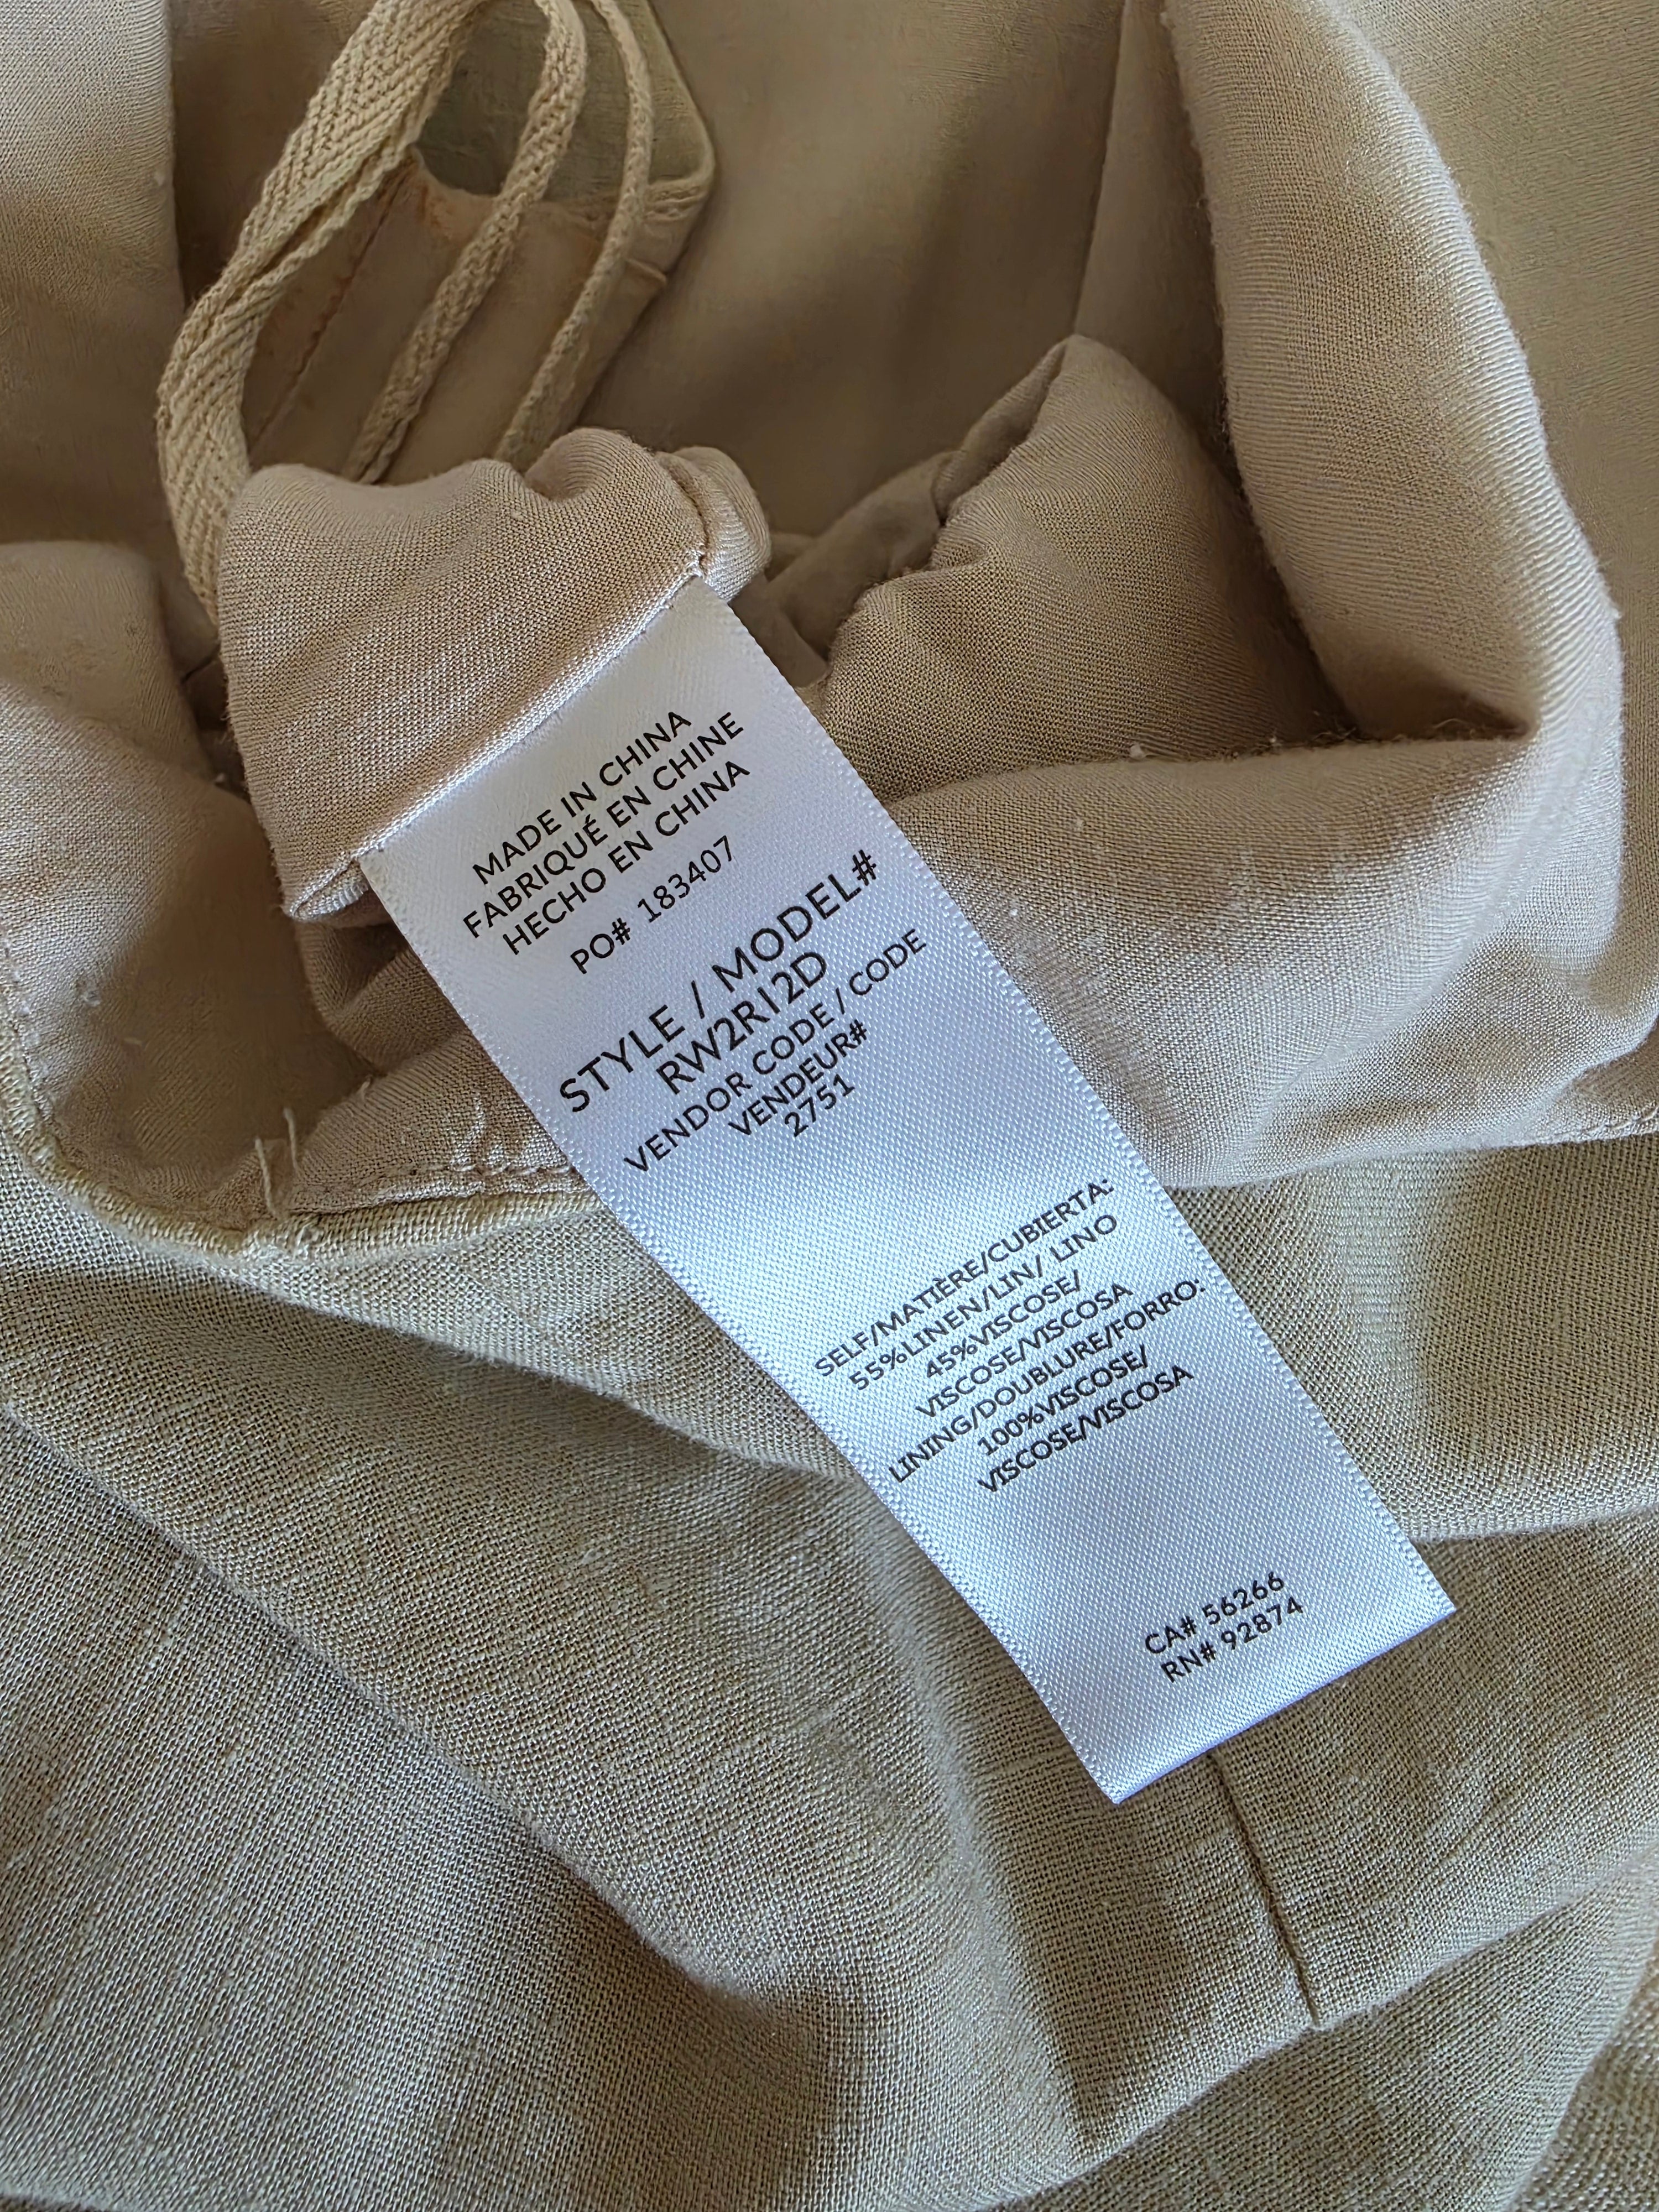 MADE IN CHINA
FABRIQUÉ EN CHINE
HECHO EN CHINA
PO# 183407
STYLE / MODEL#
RW2R12D
VENDOR CODE / CODE
VENDEUR#
2751
SELF/MATIÈRE/CUBIERTA:
55%LINEN/LIN/ LINO
45%VISCOSE/
VISCOSE/VISCOSA
LINING/DOUBLURE/FORRO:
100%VISCOSE/
VISCOSE/VISCOSA
CA# 56266
RN# 92874